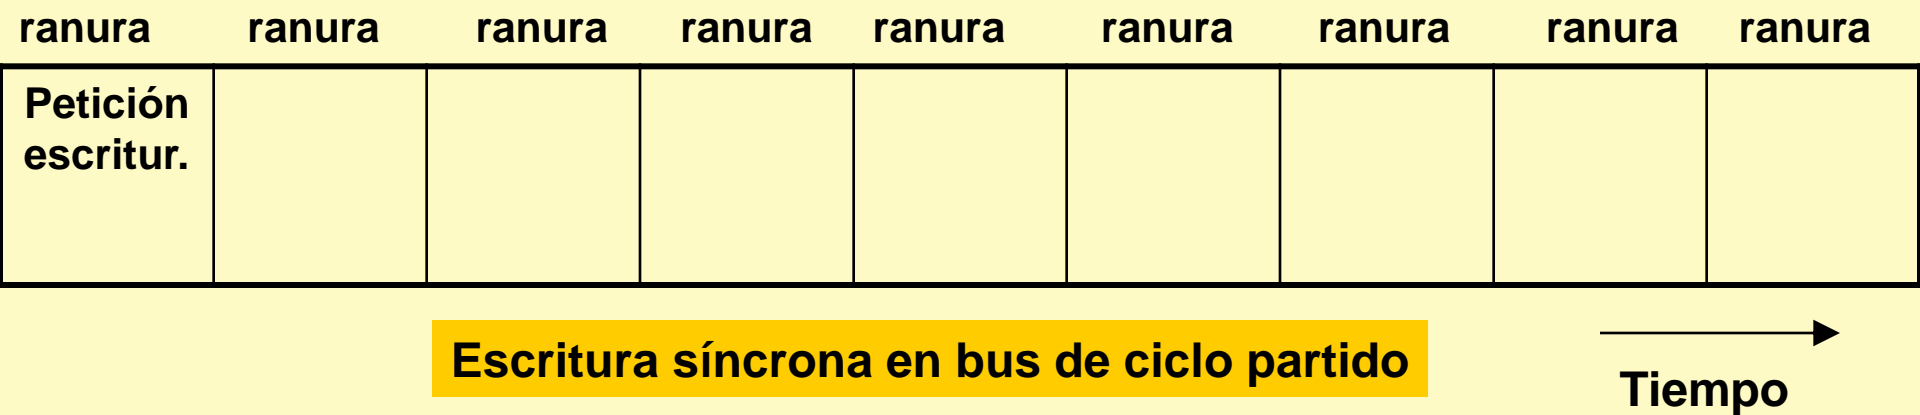 ranura ranura ranura ranura ranura ranura ranura ranura ranura
Petición
escritur.
Escritura síncrona en bus de ciclo partido
Tiempo